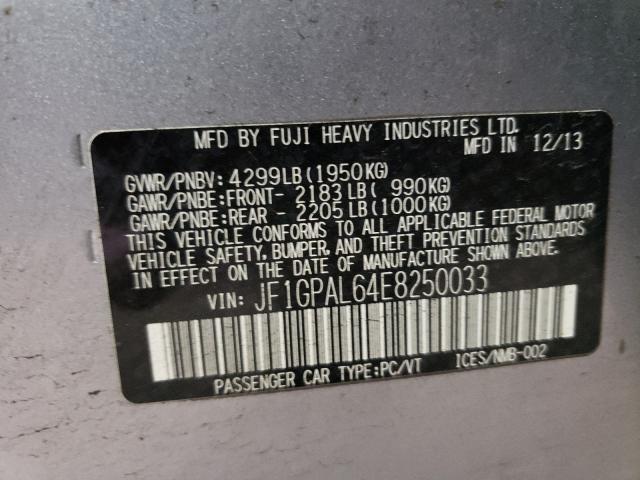 MFD BY FUJI HEAVY INDUSTRIES LTD.
MFD IN 12/13
GVWR/PNBV: 4299LB(1950KG)
GAWR/PNBE:FRONT- 2183 LB( 990KG)
GAWR/PNBE:REAR - 2205 LB(1000KG)
THIS VEHICLE CONFORMS TO ALL APPLICABLE FEDERAL MOTOR
VEHICLE SAFETY, BUMPER, AND THEFT PREVENTION STANDARDS
IN EFFECT ON THE DATE OF MANUFACTURE SHOWN ABOVE.
VIN: JF1GPAL64E8250033
PASSENGER CAR TYPE:PC/VT ICES/NMB-002